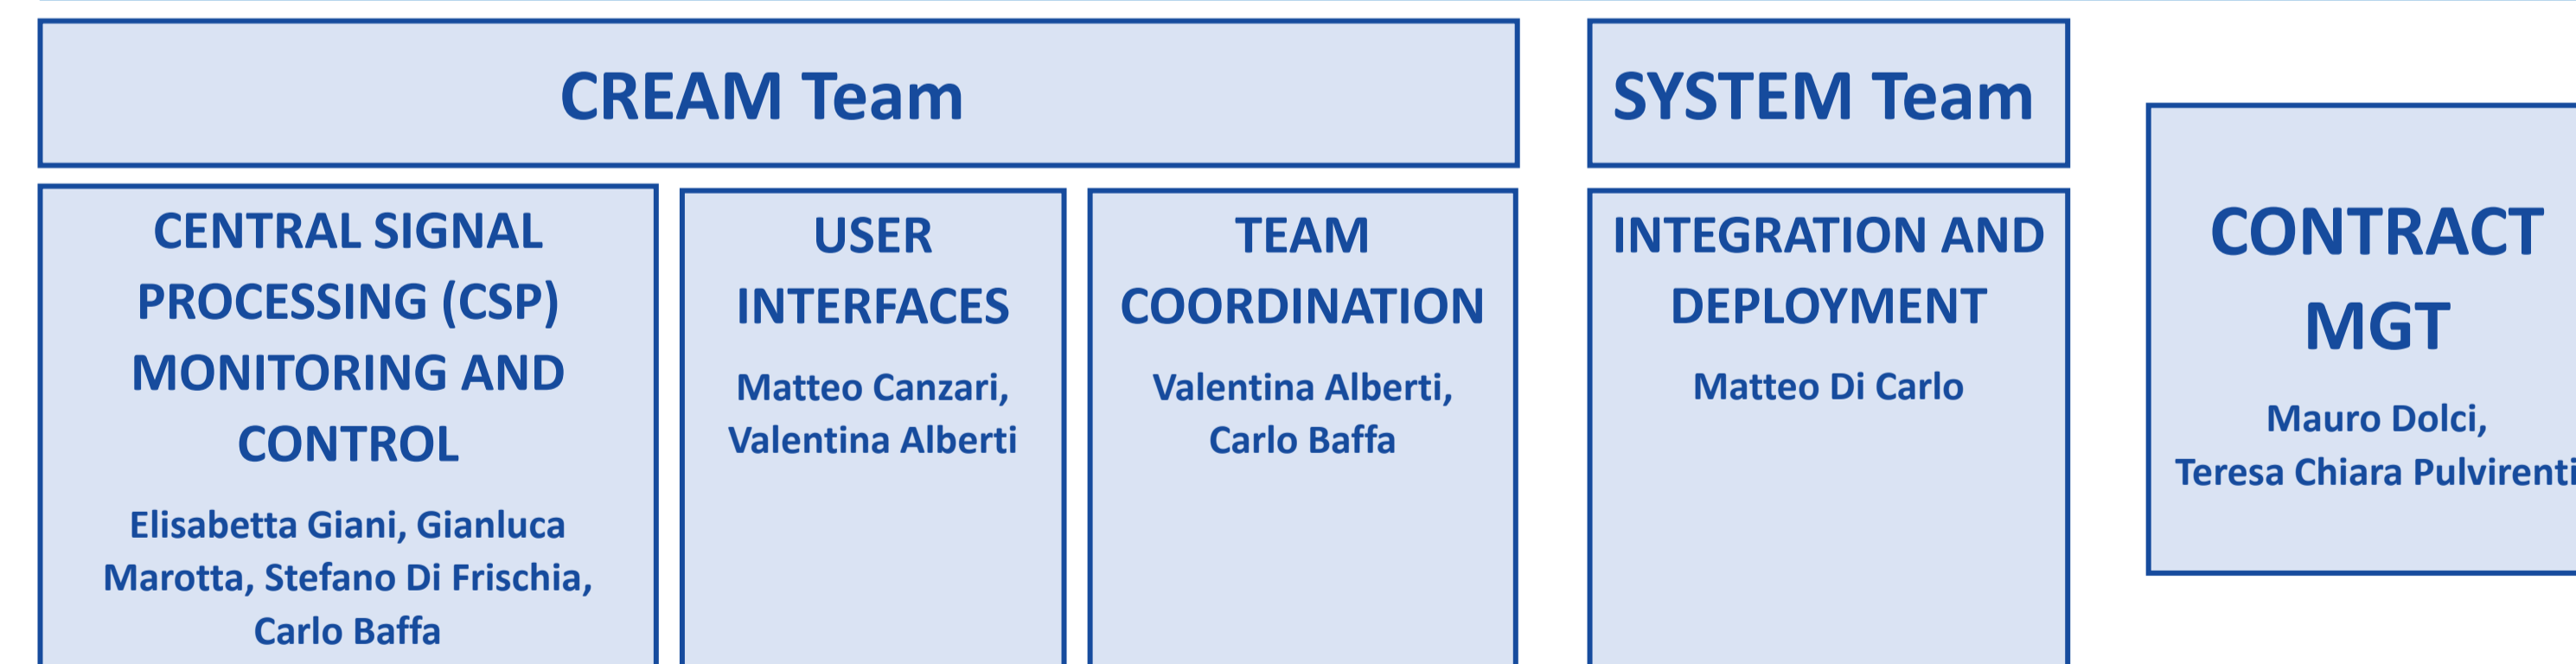 CREAM Team
CENTRAL SIGNAL
PROCESSING (CSP)
MONITORING AND
CONTROL
Elisabetta Giani, Gianluca
Marotta, Stefano Di Frischia,
Carlo Baffa
USER
INTERFACES
Matteo Canzari,
Valentina Alberti
TEAM
COORDINATION
Valentina Alberti,
Carlo Baffa
SYSTEM Team
INTEGRATION AND
DEPLOYMENT
Matteo Di Carlo
CONTRACT
MGT
Mauro Dolci,
Teresa Chiara Pulvirenti